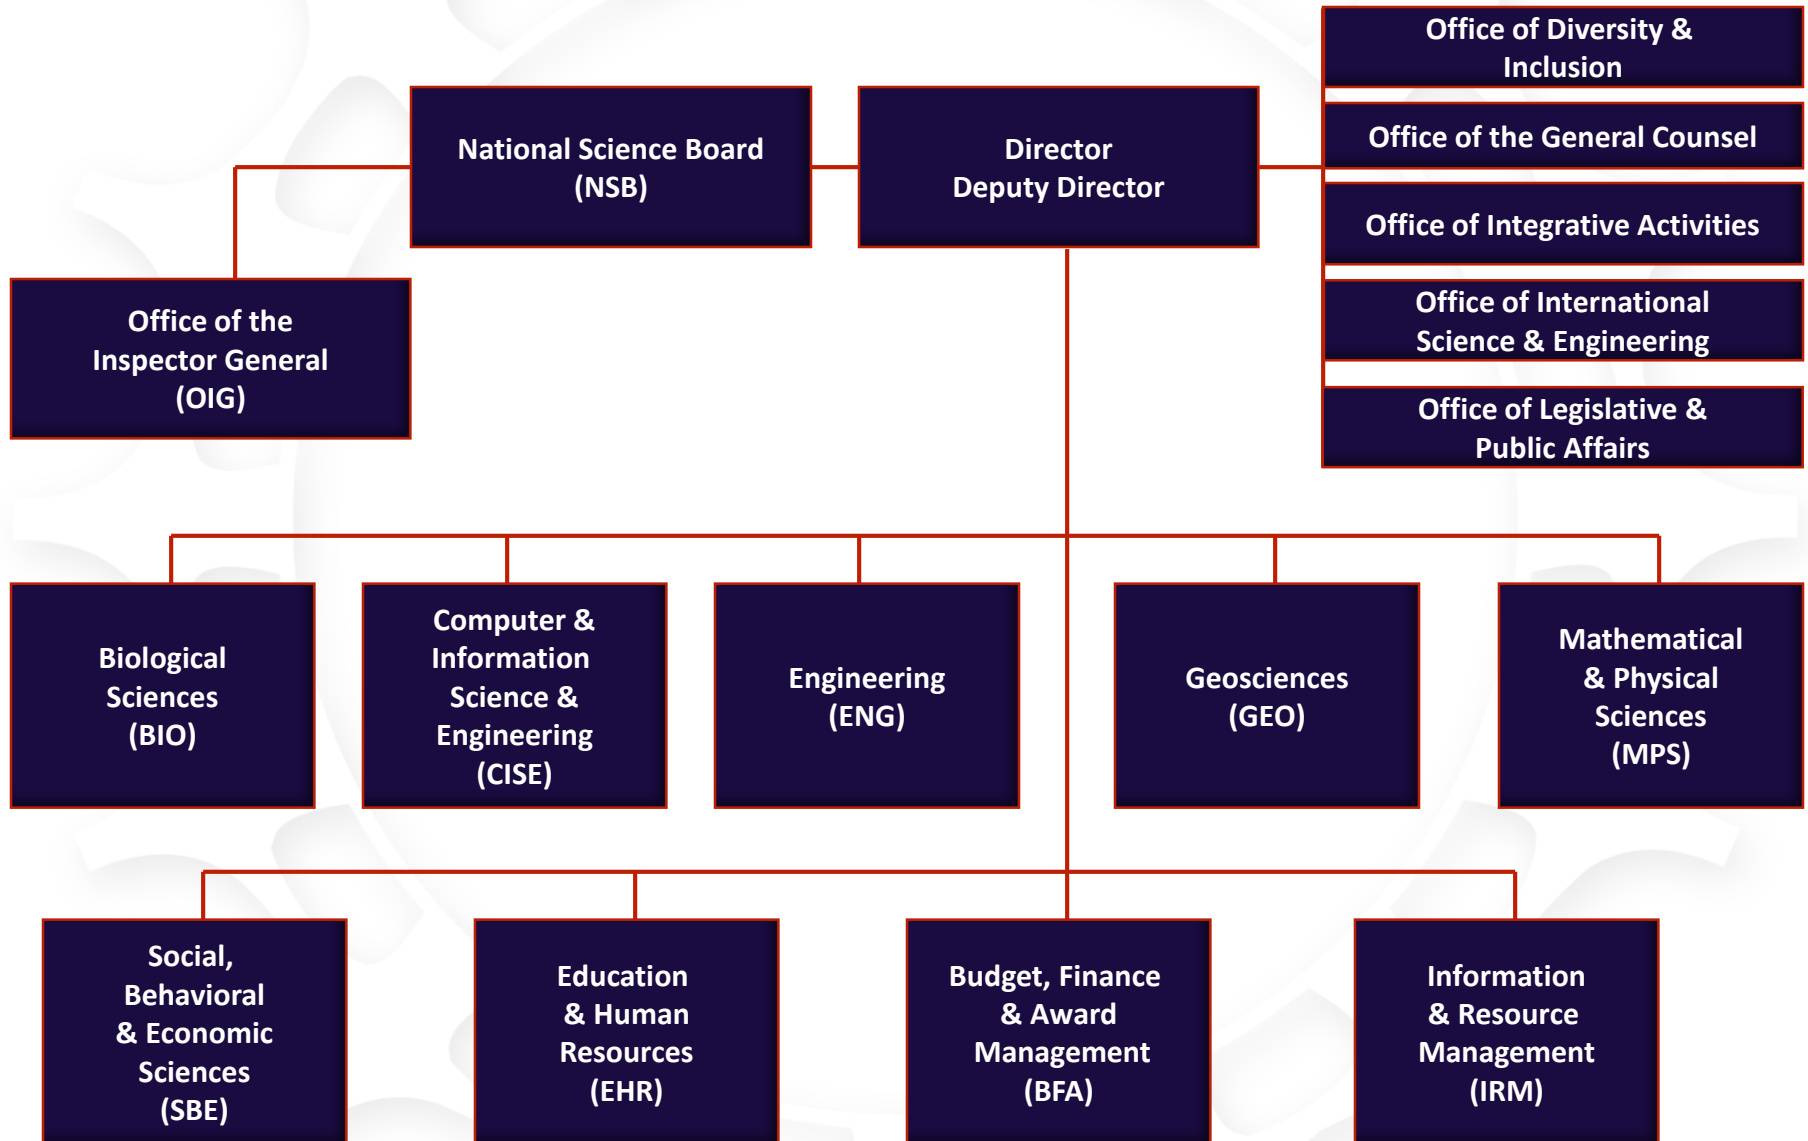 Office of Diversity &
Inclusion
National Science Board
(NSB)
Director
Deputy Director
Office of the General Counsel
Office of Integrative Activities
Office of International
Science & Engineering
Office of Legislative &
Public Affairs
Office of the
Inspector General
(OIG)
Biological
Sciences
(BIO)
Computer &
Information
Science &
Engineering
(CISE)
Engineering
(ENG)
Geosciences
(GEO)
Mathematical
& Physical
Sciences
(MPS)
Social,
Behavioral
& Economic
Sciences
(SBE)
Education
& Human
Resources
(EHR)
Budget, Finance
& Award
Management
(BFA)
Information
& Resource
Management
(IRM)